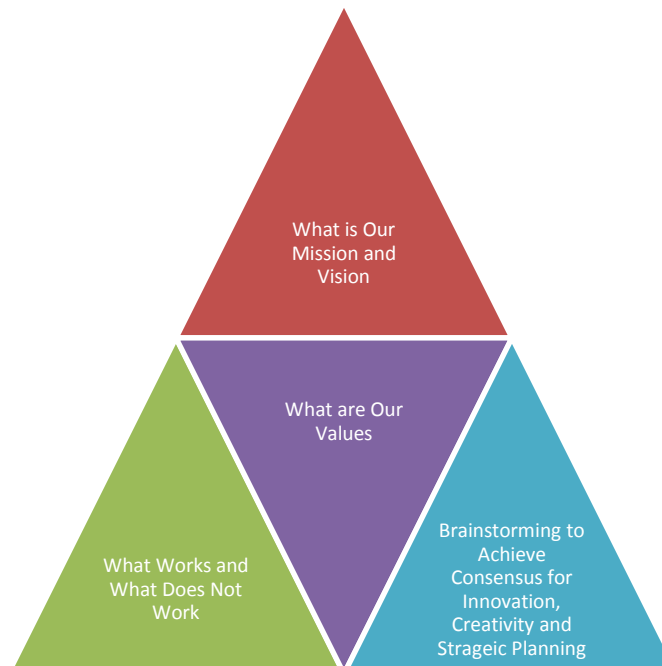 What is Our
Mission and
Vision
What are Our
Values
What Works and
What Does Not
Work
Brainstorming to
Achieve
Consensus for
Innovation,
Creativity and
Strageic Planning